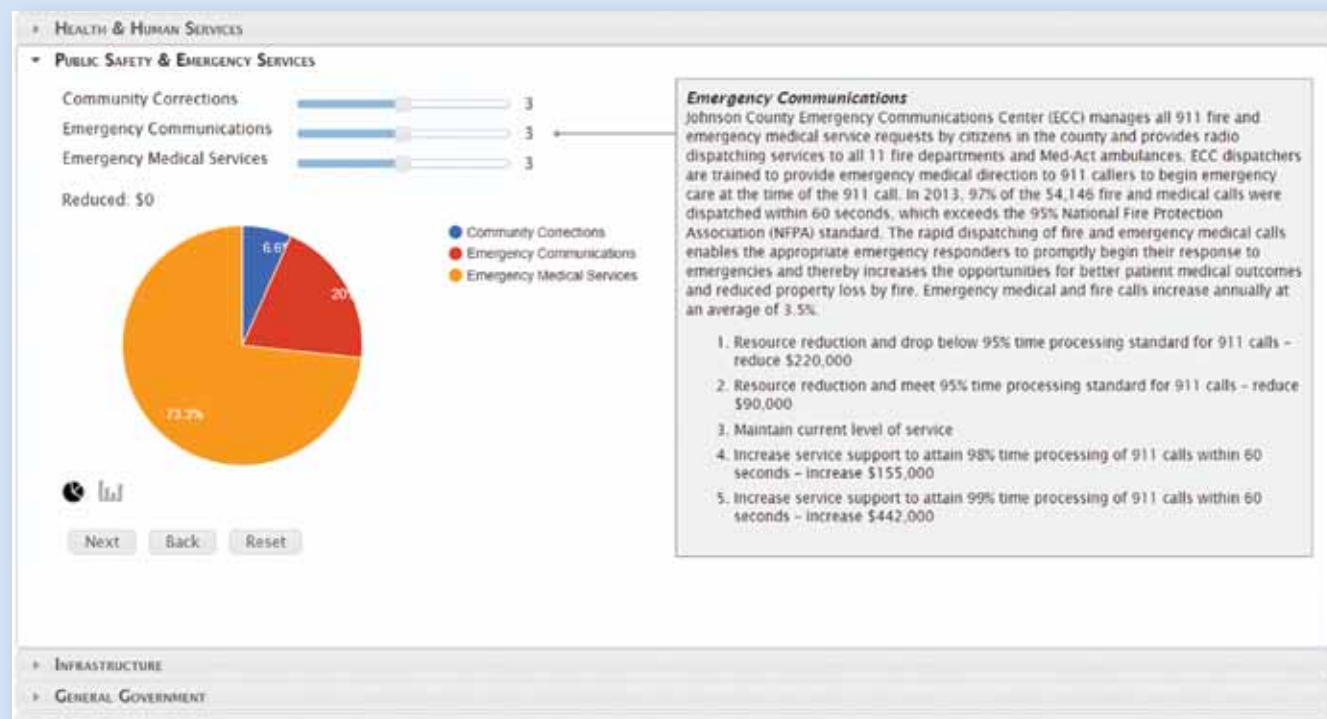 HEALTH & HUMAN SERVICES
PUBLIC SAFETY & EMERGENCY SERVICES
Community Corrections 3
Emergency Communications 3
Emergency Medical Services 3
Reduced: $0
6.6
20
73.3%
Community Corrections
Emergency Communications
Emergency Medical Services
Next Back Reset
Emergency Communications
Johnson County Emergency Communications Center (ECC) manages all 911 fire and
emergency medical service requests by citizens in the county and provides radio
dispatching services to all 11 fire departments and Med-Act ambulances. ECC dispatchers
are trained to provide emergency medical direction to 911 callers to begin emergency
care at the time of the 911 call. In 2013, 97% of the 54,146 fire and medical calls were
dispatched within 60 seconds, which exceeds the 95% National Fire Protection
Association (NFPA) standard. The rapid dispatching of fire and emergency medical calls
enables the appropriate emergency responders to promptly begin their response to
emergencies and thereby increases the opportunities for better patient medical outcomes
and reduced property loss by fire. Emergency medical and fire calls increase annually at
an average of 3.5%.
1. Resource reduction and drop below 95% time processing standard for 911 calls –
reduce $220,000
2. Resource reduction and meet 95% time processing standard for 911 calls – reduce
$90,000
3. Maintain current level of service
4. Increase service support to attain 98% time processing of 911 calls within 60
seconds – increase $155,000
5. Increase service support to attain 99% time processing of 911 calls within 60
seconds – increase $442,000
INFRASTRUCTURE
GENERAL GOVERNMENT